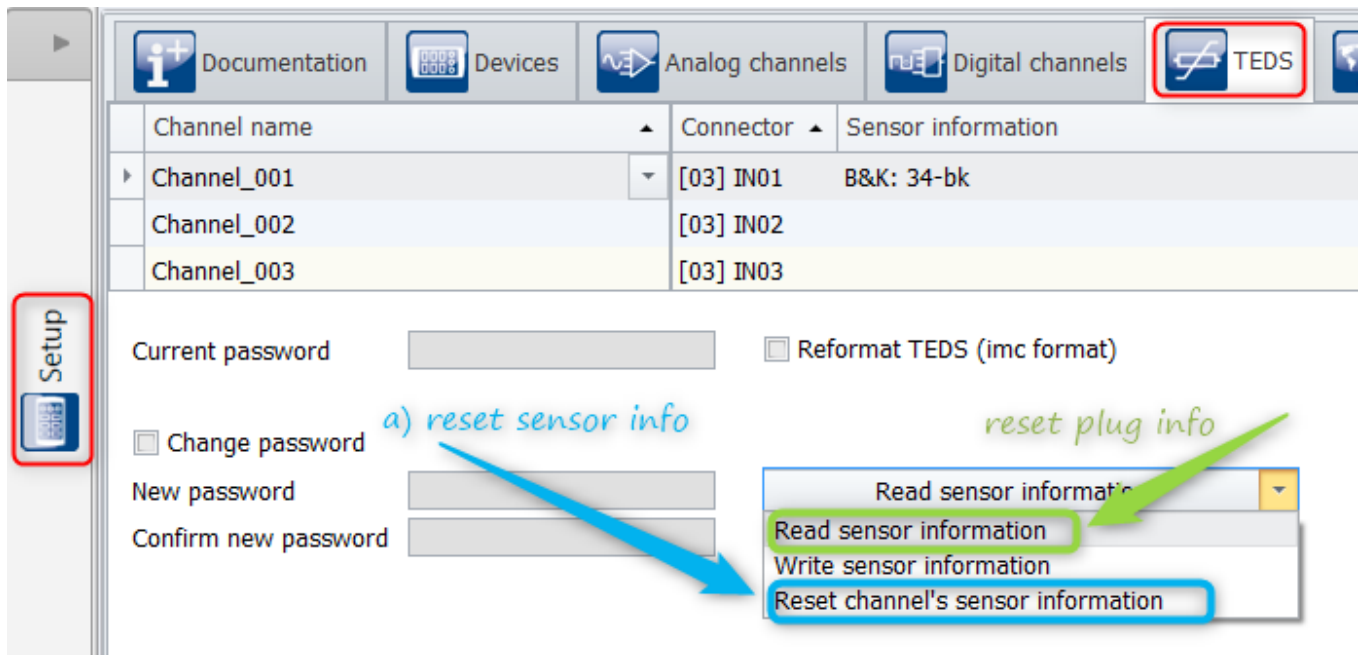 Documentation
Devices
Analog channels
Digital channels
TEDS
Channel name
Connector
Sensor information
Channel_001
[03] IN01
B&K: 34-bk
Channel_002
[03] IN02
Channel_003
[03] IN03
Setup
Current password
Reformat TEDS (imc format)
a) reset sensor info
reset plug info
Change password
New password
Read sensor informatio
Read sensor information
Confirm new password
Write sensor information
Reset channel's sensor information